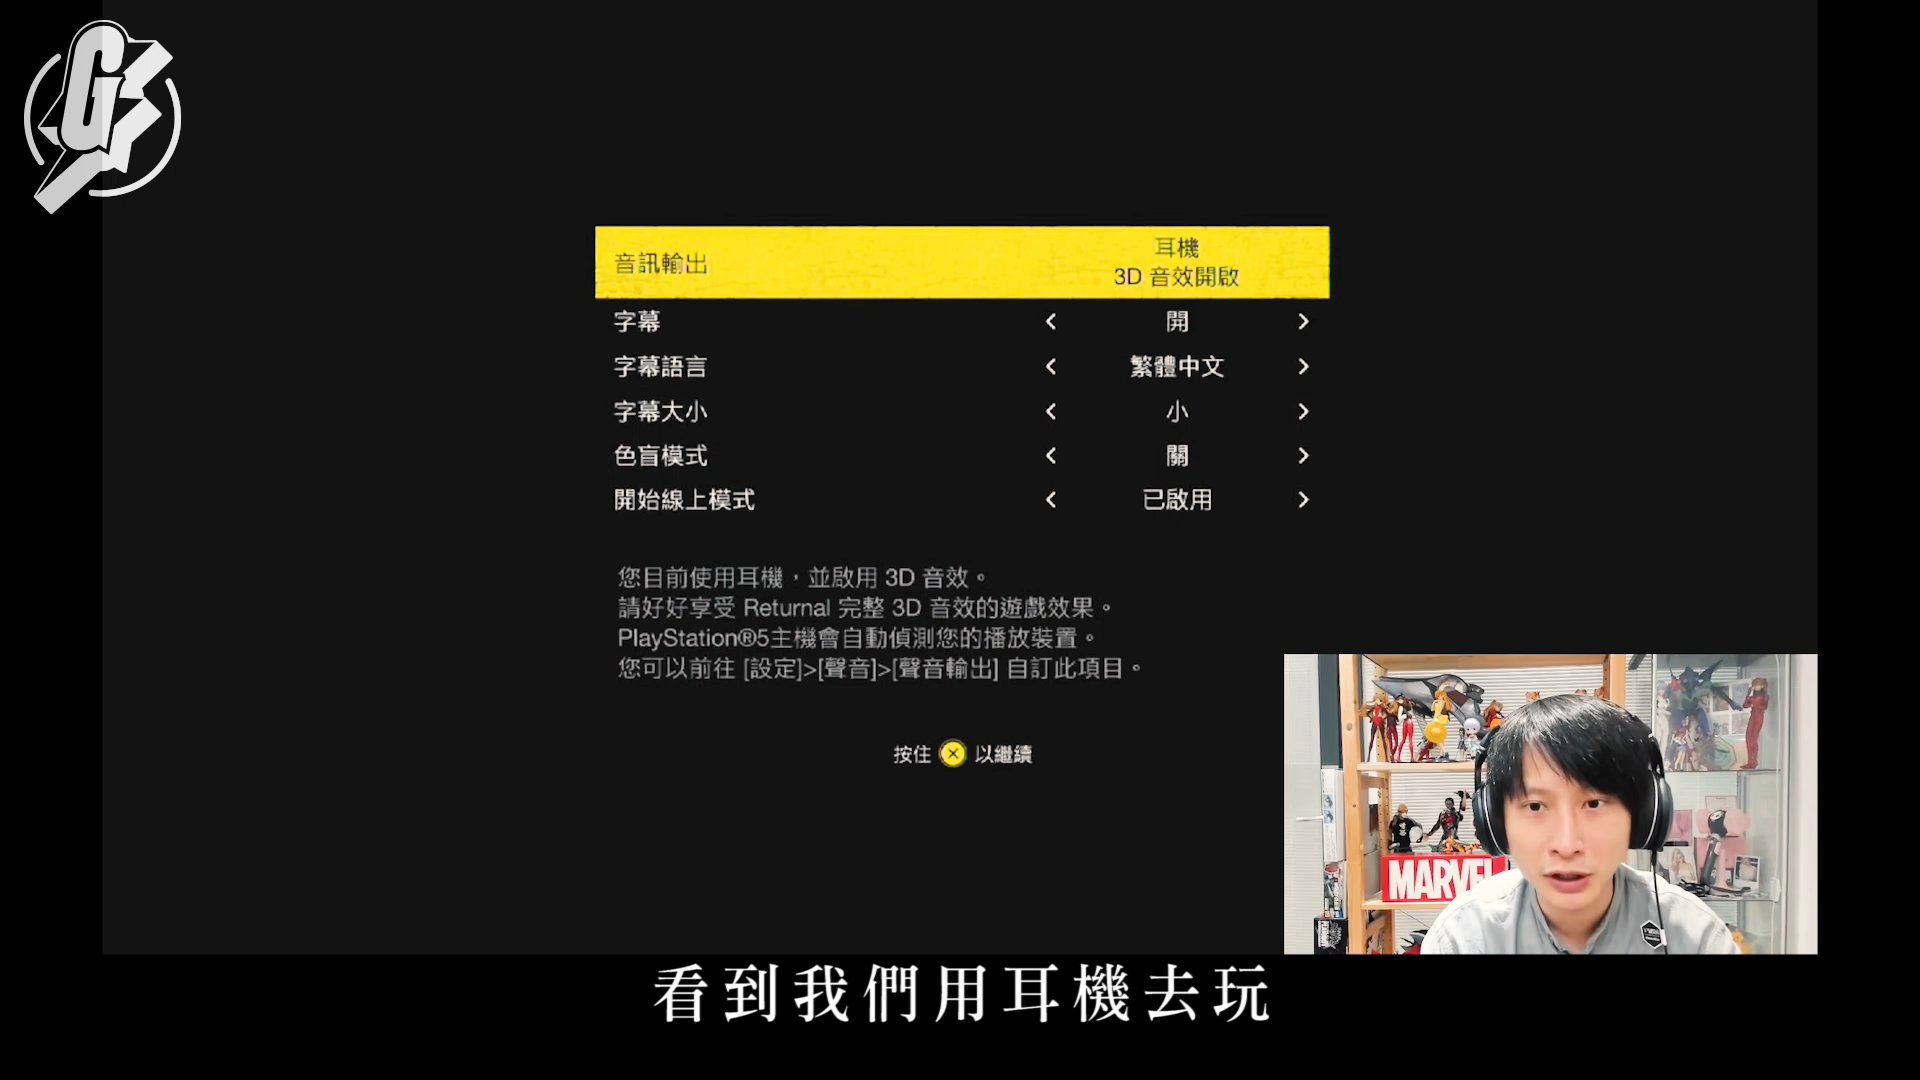 音訊輸出
耳機
3D 音效開啟
字幕 開
字幕語言 繁體中文
字幕大小 小
色盲模式 關
開始線上模式 已啟用
您目前使用耳機，並啟用 3D 音效。
請好好享受 Returnal 完整 3D 音效的遊戲效果。
PlayStation®5主機會自動偵測您的播放裝置。
您可以前往 [設定]>[聲音]>[聲音輸出] 自訂此項目。
按住 以繼續
MARVEL
看到我們用耳機去玩